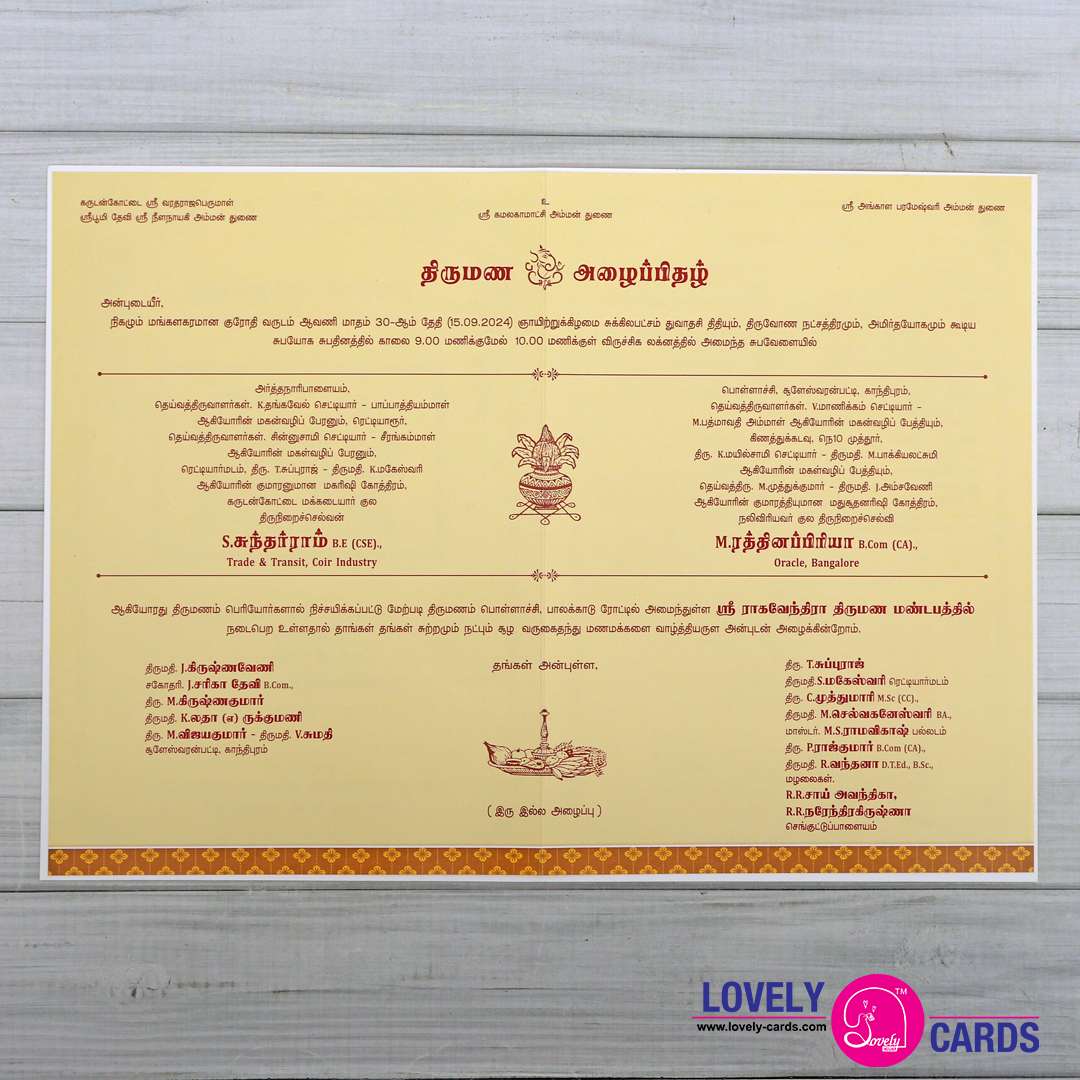 கருடன்கோட்டை ஸ்ரீ வரதராஜபெருமாள்
ஸ்ரீபூமி தேவி ஸ்ரீ நீளநாயகி அம்மன் துணை
உ
ஸ்ரீ கமலகாமாட்சி அம்மன் துணை
ஸ்ரீ அங்காள பரமேஷ்வரி அம்மன் துணை
திருமண அழைப்பிதழ்
அன்புடையீர்,
நிகமும் மங்களகரமான குரோதி வருடம் ஆவணி மாதம் 30-ஆம் தேதி (15.09.2024) ஞாயிற்றுக்கிழமை சுக்கிலபட்சம் துவாதசி திதியும், திருவோண நட்சத்திரமும், அமிர்தயோகமும் கூடிய
சுபயோக சுபதினத்தில் காலை 9.00 மணிக்குமேல் 10.00 மணிக்குள் விருச்சிக லக்னத்தில் அமைந்த சுபவேளையில்
அர்த்தநாரிபாளையம்,
தெய்வத்திருவாளர்கள். K.தங்கவேல் செட்டியார் - பாப்பாத்தியம்மாள்
ஆகியோரின் மகன்வழிப் பேரனும், ரெட்டியாரூர்,
தெய்வத்திருவாளர்கள். சின்னுசாமி செட்டியார் - சீரங்கம்மாள்
ஆகியோரின் மகள்வழிப் பேரனும்,
ரெட்டியார்மடம், திரு. T.சுப்புராஜ் - திருமதி. K.மகேஸ்வரி
ஆகியோரின் குமாரனுமான மகரிஷி கோத்திரம்,
கருடன்கோட்டை மக்கடையார் குல
திருநிறைச்செல்வன்
S.சுந்தர்ராம் B.E (CSE).,
Trade & Transit, Coir Industry
பொள்ளாச்சி, சூளேஸ்வரன்பட்டி, காந்திபுரம்,
தெய்வத்திருவாளர்கள். V.மாணிக்கம் செட்டியார் -
M.பத்மாவதி அம்மாள் ஆகியோரின் மகன்வழிப் பேத்தியும்,
கிணத்துக்கடவு, நெ10 முத்தூர்,
திரு. K.மயில்சாமி செட்டியார் - திருமதி. M.பாக்கியலட்சுமி
ஆகியோரின் மகள்வழிப் பேத்தியும்,
தெய்வத்திரு. M.முத்துக்குமார் - திருமதி. J.அம்சவேணி
ஆகியோரின் குமாரத்தியுமான மதுசூதனரிஷி கோத்திரம்,
நலிவிரியவர் குல திருநிறைச்செல்வி
M.ரத்தினப்பிரியா B.Com (CA).,
Oracle, Bangalore
ஆகியோரது திருமணம் பெரியோர்களால் நிச்சயிக்கப்பட்டு மேற்படி திருமணம் பொள்ளாச்சி, பாலக்காடு ரோட்டில் அமைந்துள்ள ஸ்ரீ ராகவேந்திரா திருமண மண்டபத்தில்
நடைபெற உள்ளதால் தாங்கள் தங்கள் சுற்றமும் நட்பும் சூழ வருகைதந்து மணமக்களை வாழ்த்தியருள அன்புடன் அழைக்கின்றோம்.
திருமதி. J.கிருஷ்ணவேணி
சகோதரி. J.சரிகா தேவி B.Com.,
திரு. M.கிருஷ்ணகுமார்
திருமதி. K.லதா (எ) ருக்குமணி
திரு. M.விஜயகுமார் - திருமதி. V.சுமதி
சூளேஸ்வரன்பட்டி, காந்திபுரம்
தங்கள் அன்புள்ள,
( இரு இல்ல அழைப்பு )
திரு. T.சுப்புராஜ்
திருமதி.S.மகேஸ்வரி ரெட்டியார்மடம்
திரு. C.முத்துமாரி M.Sc (CC).,
திருமதி. M.செல்வகனேஸ்வரி BA.,
மாஸ்டர். M.S.ராமவிகாஷ் பல்லடம்
திரு. P.ராஜ்குமார் B.Com (CA).,
திருமதி. R.வந்தனா D.T.Ed., B.Sc.,
மழலைகள்.
R.R.சாய் அவந்திகா,
R.R.நரேந்திரகிருஷ்ணா
செங்குட்டுப்பாளையம்
LOVELY
www.lovely-cards.com
Lovely
TM
CARDS